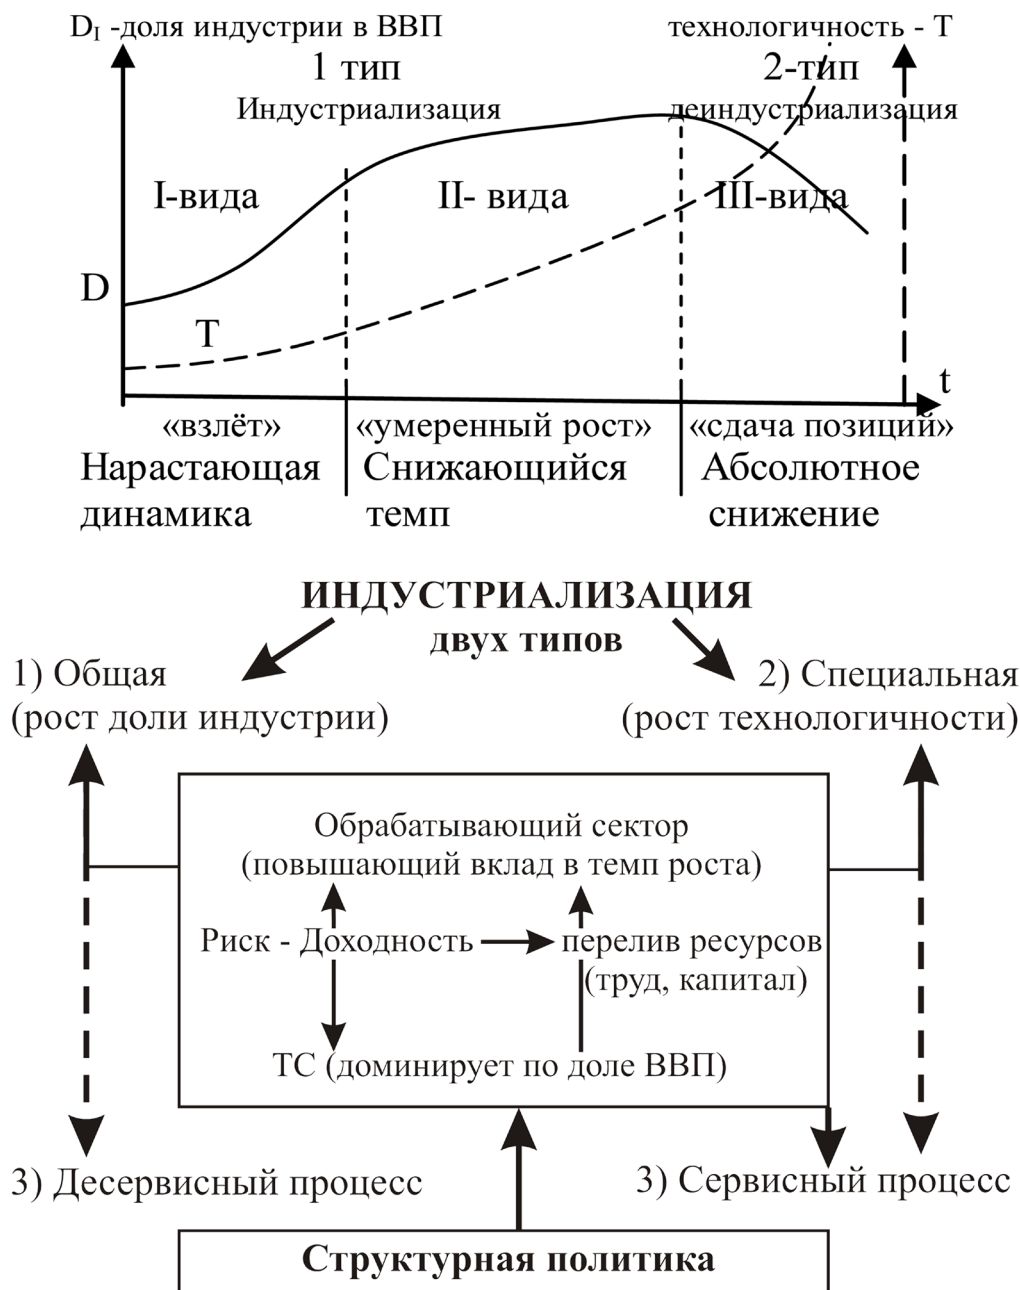 D_I -доля индустрии в ВВП
технологичность - Т
1 тип
2-тип
Индустриализация
деиндустриализация
I-вида
II- вида
III-вида
D
T
t
«взлёт»
«умеренный рост»
«сдача позиций»
Нарастающая
Снижающийся
Абсолютное
динамика
темп
снижение
ИНДУСТРИАЛИЗАЦИЯ
двух типов
1) Общая
(рост доли индустрии)
2) Специальная
(рост технологичности)
Обрабатывающий сектор
(повышающий вклад в темп роста)
Риск - Доходность
перелив ресурсов
(труд, капитал)
ТС (доминирует по доле ВВП)
3) Десервисный процесс
3) Сервисный процесс
Структурная политика